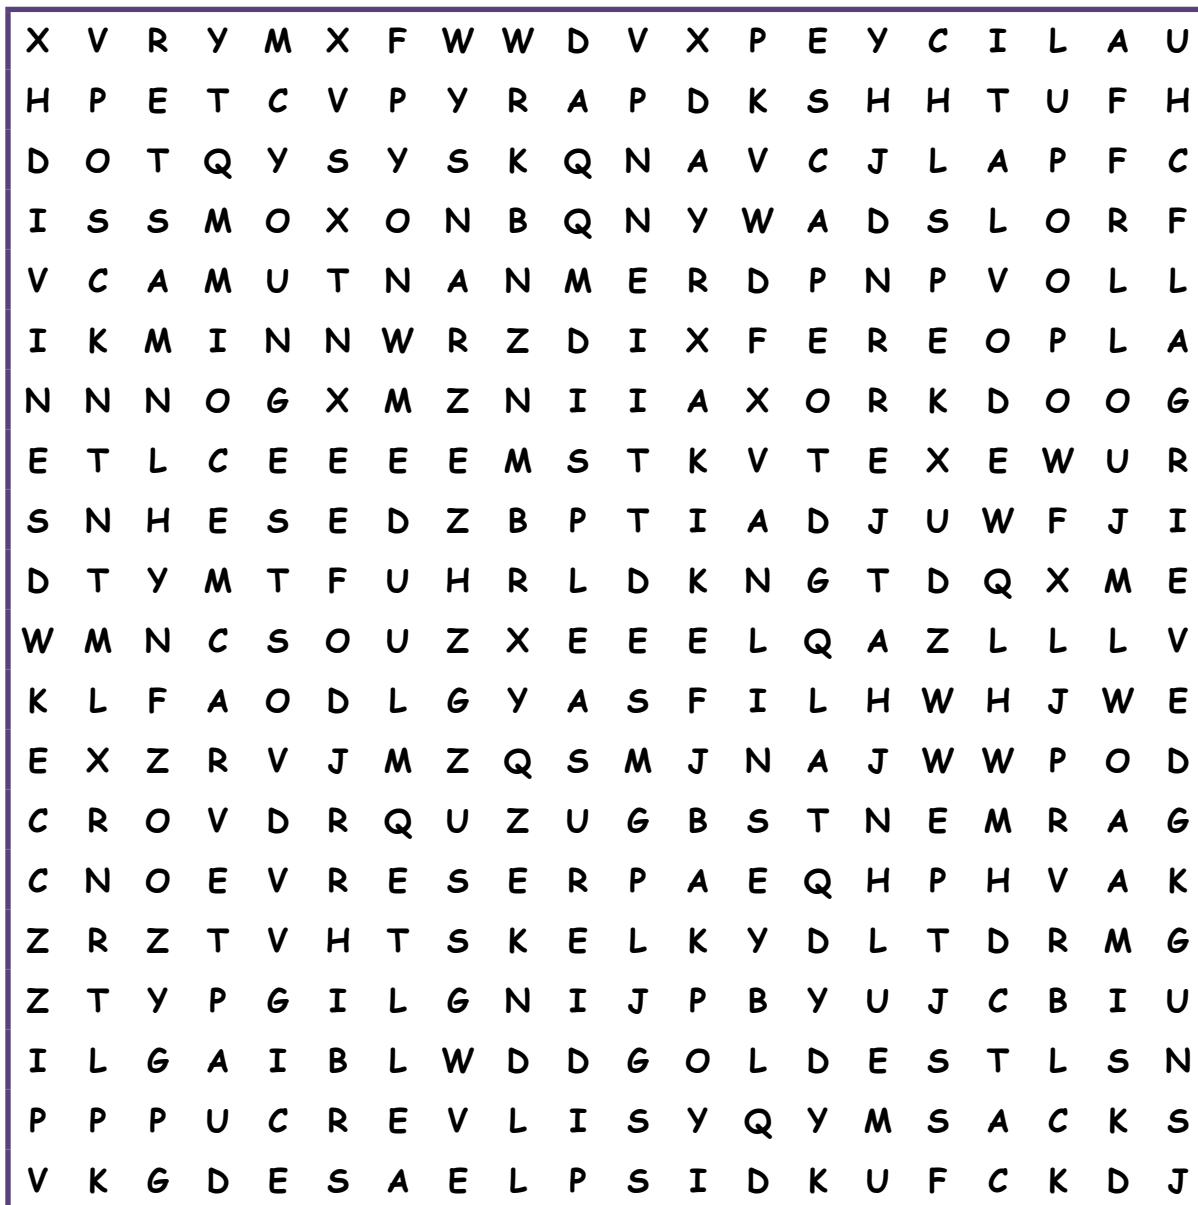 X V R Y M X F W W D V X P E Y C I L A U
H P E T C V P Y R A P D K S H H T U F H
D O T Q Y S Y S K Q N A V C J L A P F C
I S S M O X O N B Q N Y W A D S L O R F
V C A M U T N A N M E R D P N P V O L L
I K M I N N W R Z D I X F E R E O P L A
N N N O G X M Z N I I A X O R K D O O G
E T L C E E E E M S T K V T E X E W U R
S N H E S E D Z B P T I A D J U W F J I
D T Y M T F U H R L D K N G T D Q X M E
W M N C S O U Z X E E E L Q A Z L L L V
K L F A O D L G Y A S F I L H W H J W E
E X Z R V J M Z Q S M J N A J W W P O D
C R O V D R Q U Z U G B S T N E M R A G
C N O E V R E S E R P A E Q H P H V A K
Z R Z T V H T S K E L K Y D L T D R M G
Z T Y P G I L G N I J P B Y U J C B I U
I L G A I B L W D D G O L D E S T L S N
P P P U C R E V L I S Y Q Y M S A C K S
V K G D E S A E L P S I D K U F C K D J